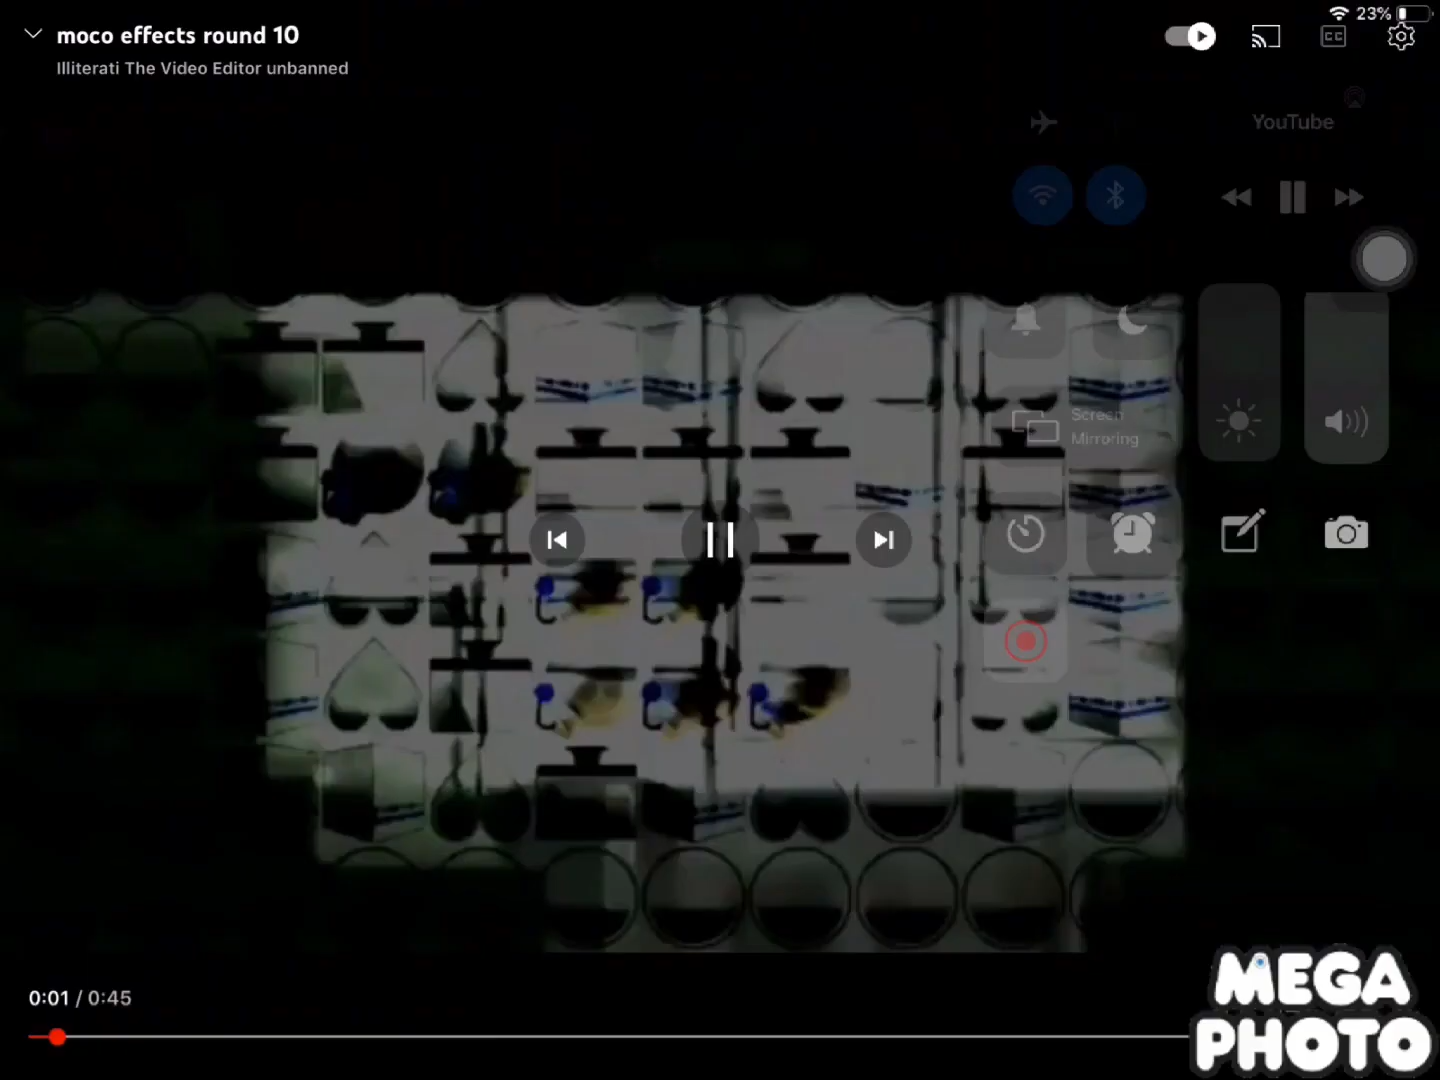 23%
moco effects round 10
CC
Illiterati The Video Editor unbanned
YouTube
Screen
Mirroring
0:01 / 0:45
MEGA
PHOTO